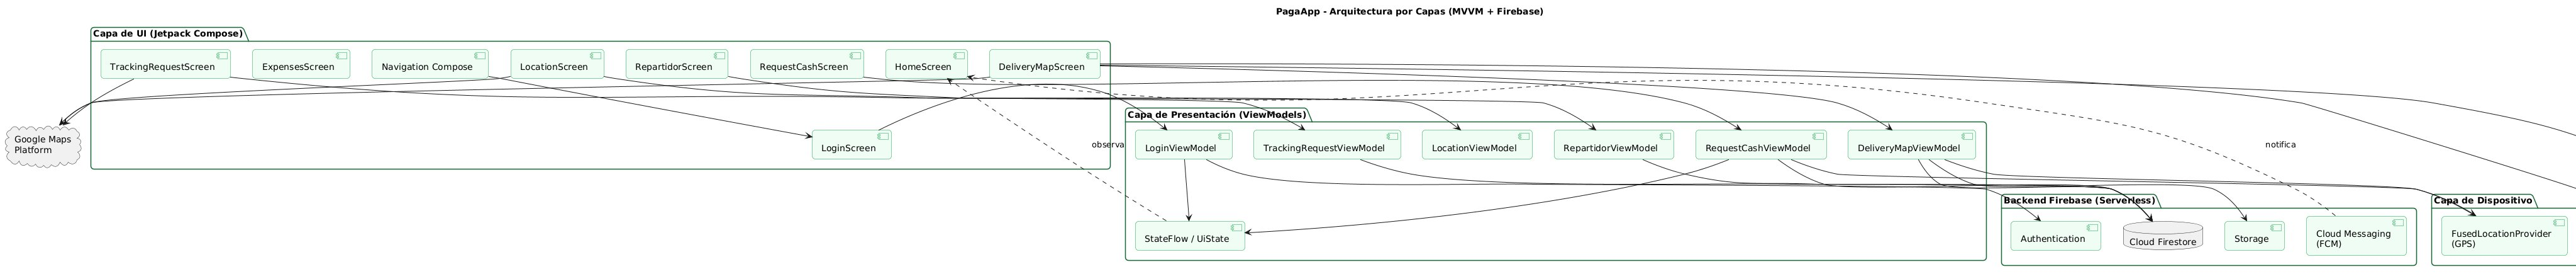 PagaApp - Arquitectura por Capas (MVVM + Firebase)
Capa de UI (Jetpack Compose)
TrackingRequestScreen
ExpensesScreen
Navigation Compose
LocationScreen
RepartidorScreen
RequestCashScreen
HomeScreen
DeliveryMapScreen
Google Maps
Platform
LoginScreen
observa
Capa de Presentación (ViewModels)
LoginViewModel
TrackingRequestViewModel
LocationViewModel
RepartidorViewModel
RequestCashViewModel
DeliveryMapViewModel
StateFlow / UiState
notifica
Backend Firebase (Serverless)
Authentication
Cloud Firestore
Storage
Cloud Messaging
(FCM)
Capa de Dispositivo
FusedLocationProvider
(GPS)